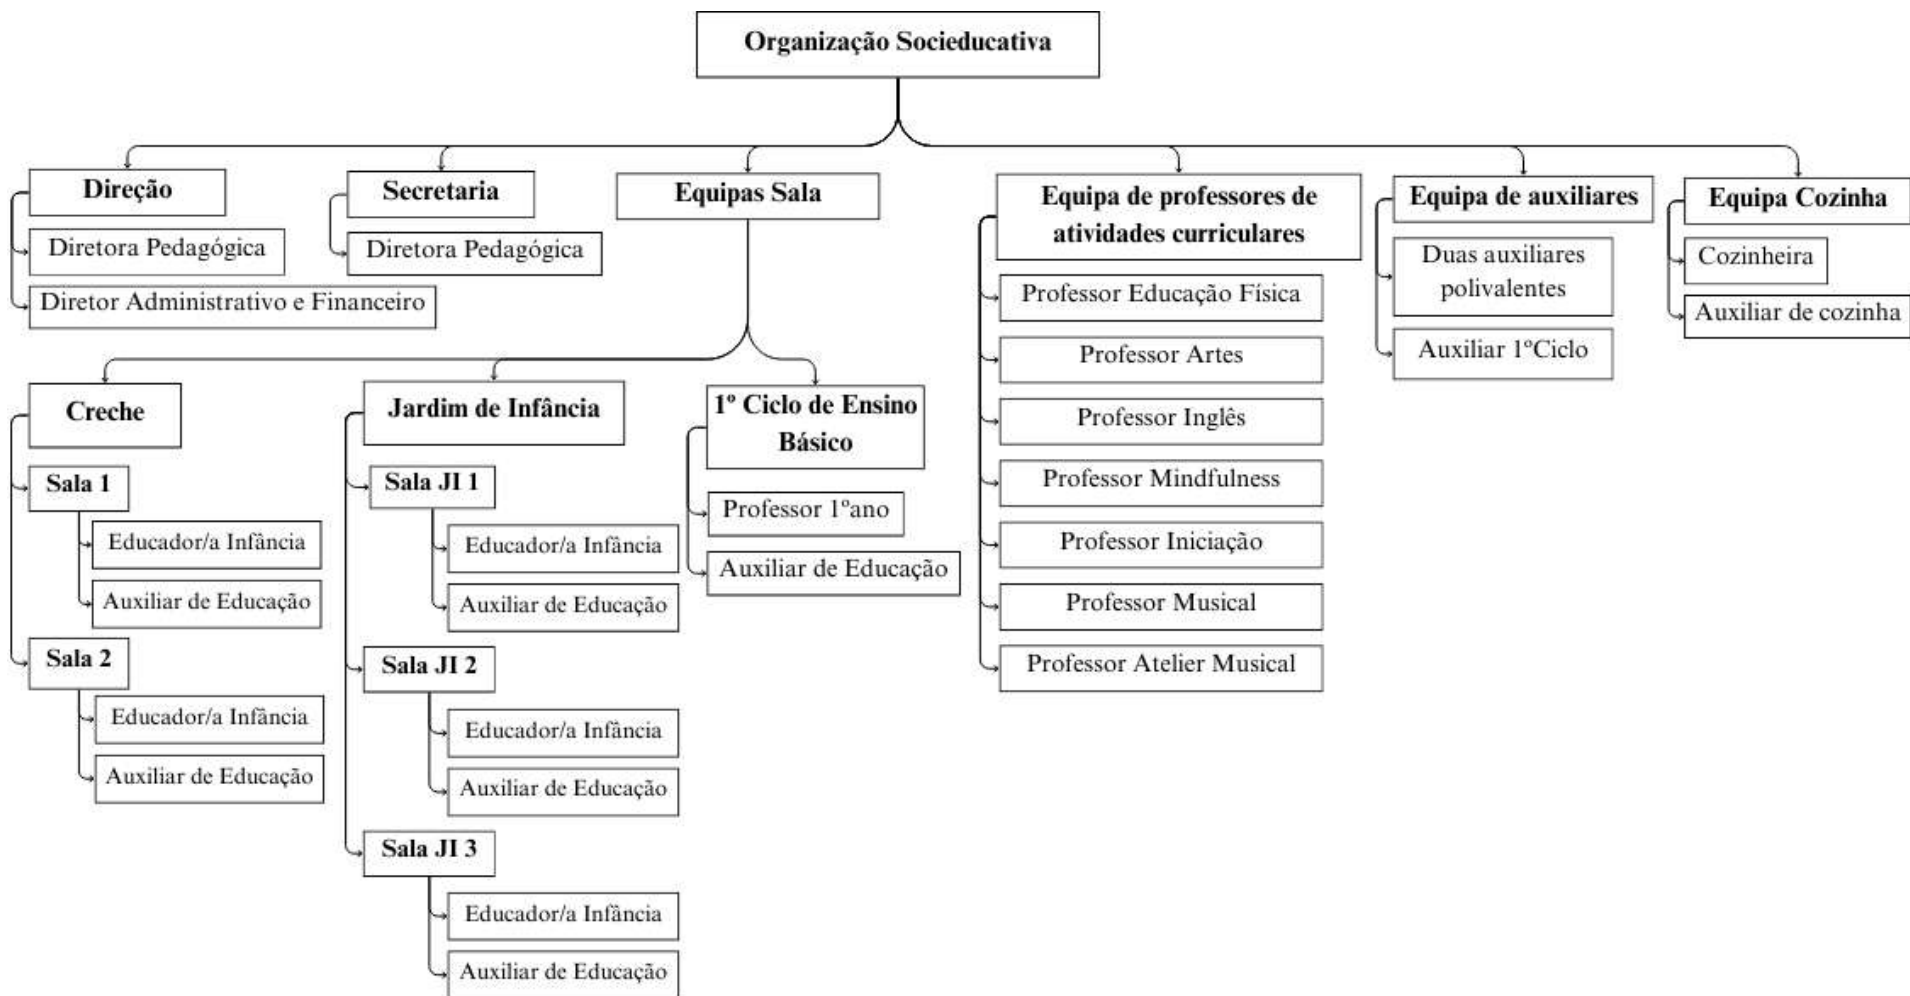 Organização Socieducativa
Direção
Diretora Pedagógica
Diretor Administrativo e Financeiro
Secretaria
Diretora Pedagógica
Equipas Sala
Creche
Sala 1
Educador/a Infância
Auxiliar de Educação
Sala 2
Educador/a Infância
Auxiliar de Educação
Jardim de Infância
Sala JI 1
Educador/a Infância
Auxiliar de Educação
Sala JI 2
Educador/a Infância
Auxiliar de Educação
Sala JI 3
Educador/a Infância
Auxiliar de Educação
1º Ciclo de Ensino
Básico
Professor 1ºano
Auxiliar de Educação
Equipa de professores de
atividades curriculares
Professor Educação Física
Professor Artes
Professor Inglês
Professor Mindfulness
Professor Iniciação
Professor Musical
Professor Atelier Musical
Equipa de auxiliares
Duas auxiliares
polivalentes
Auxiliar 1ºCiclo
Equipa Cozinha
Cozinheira
Auxiliar de cozinha